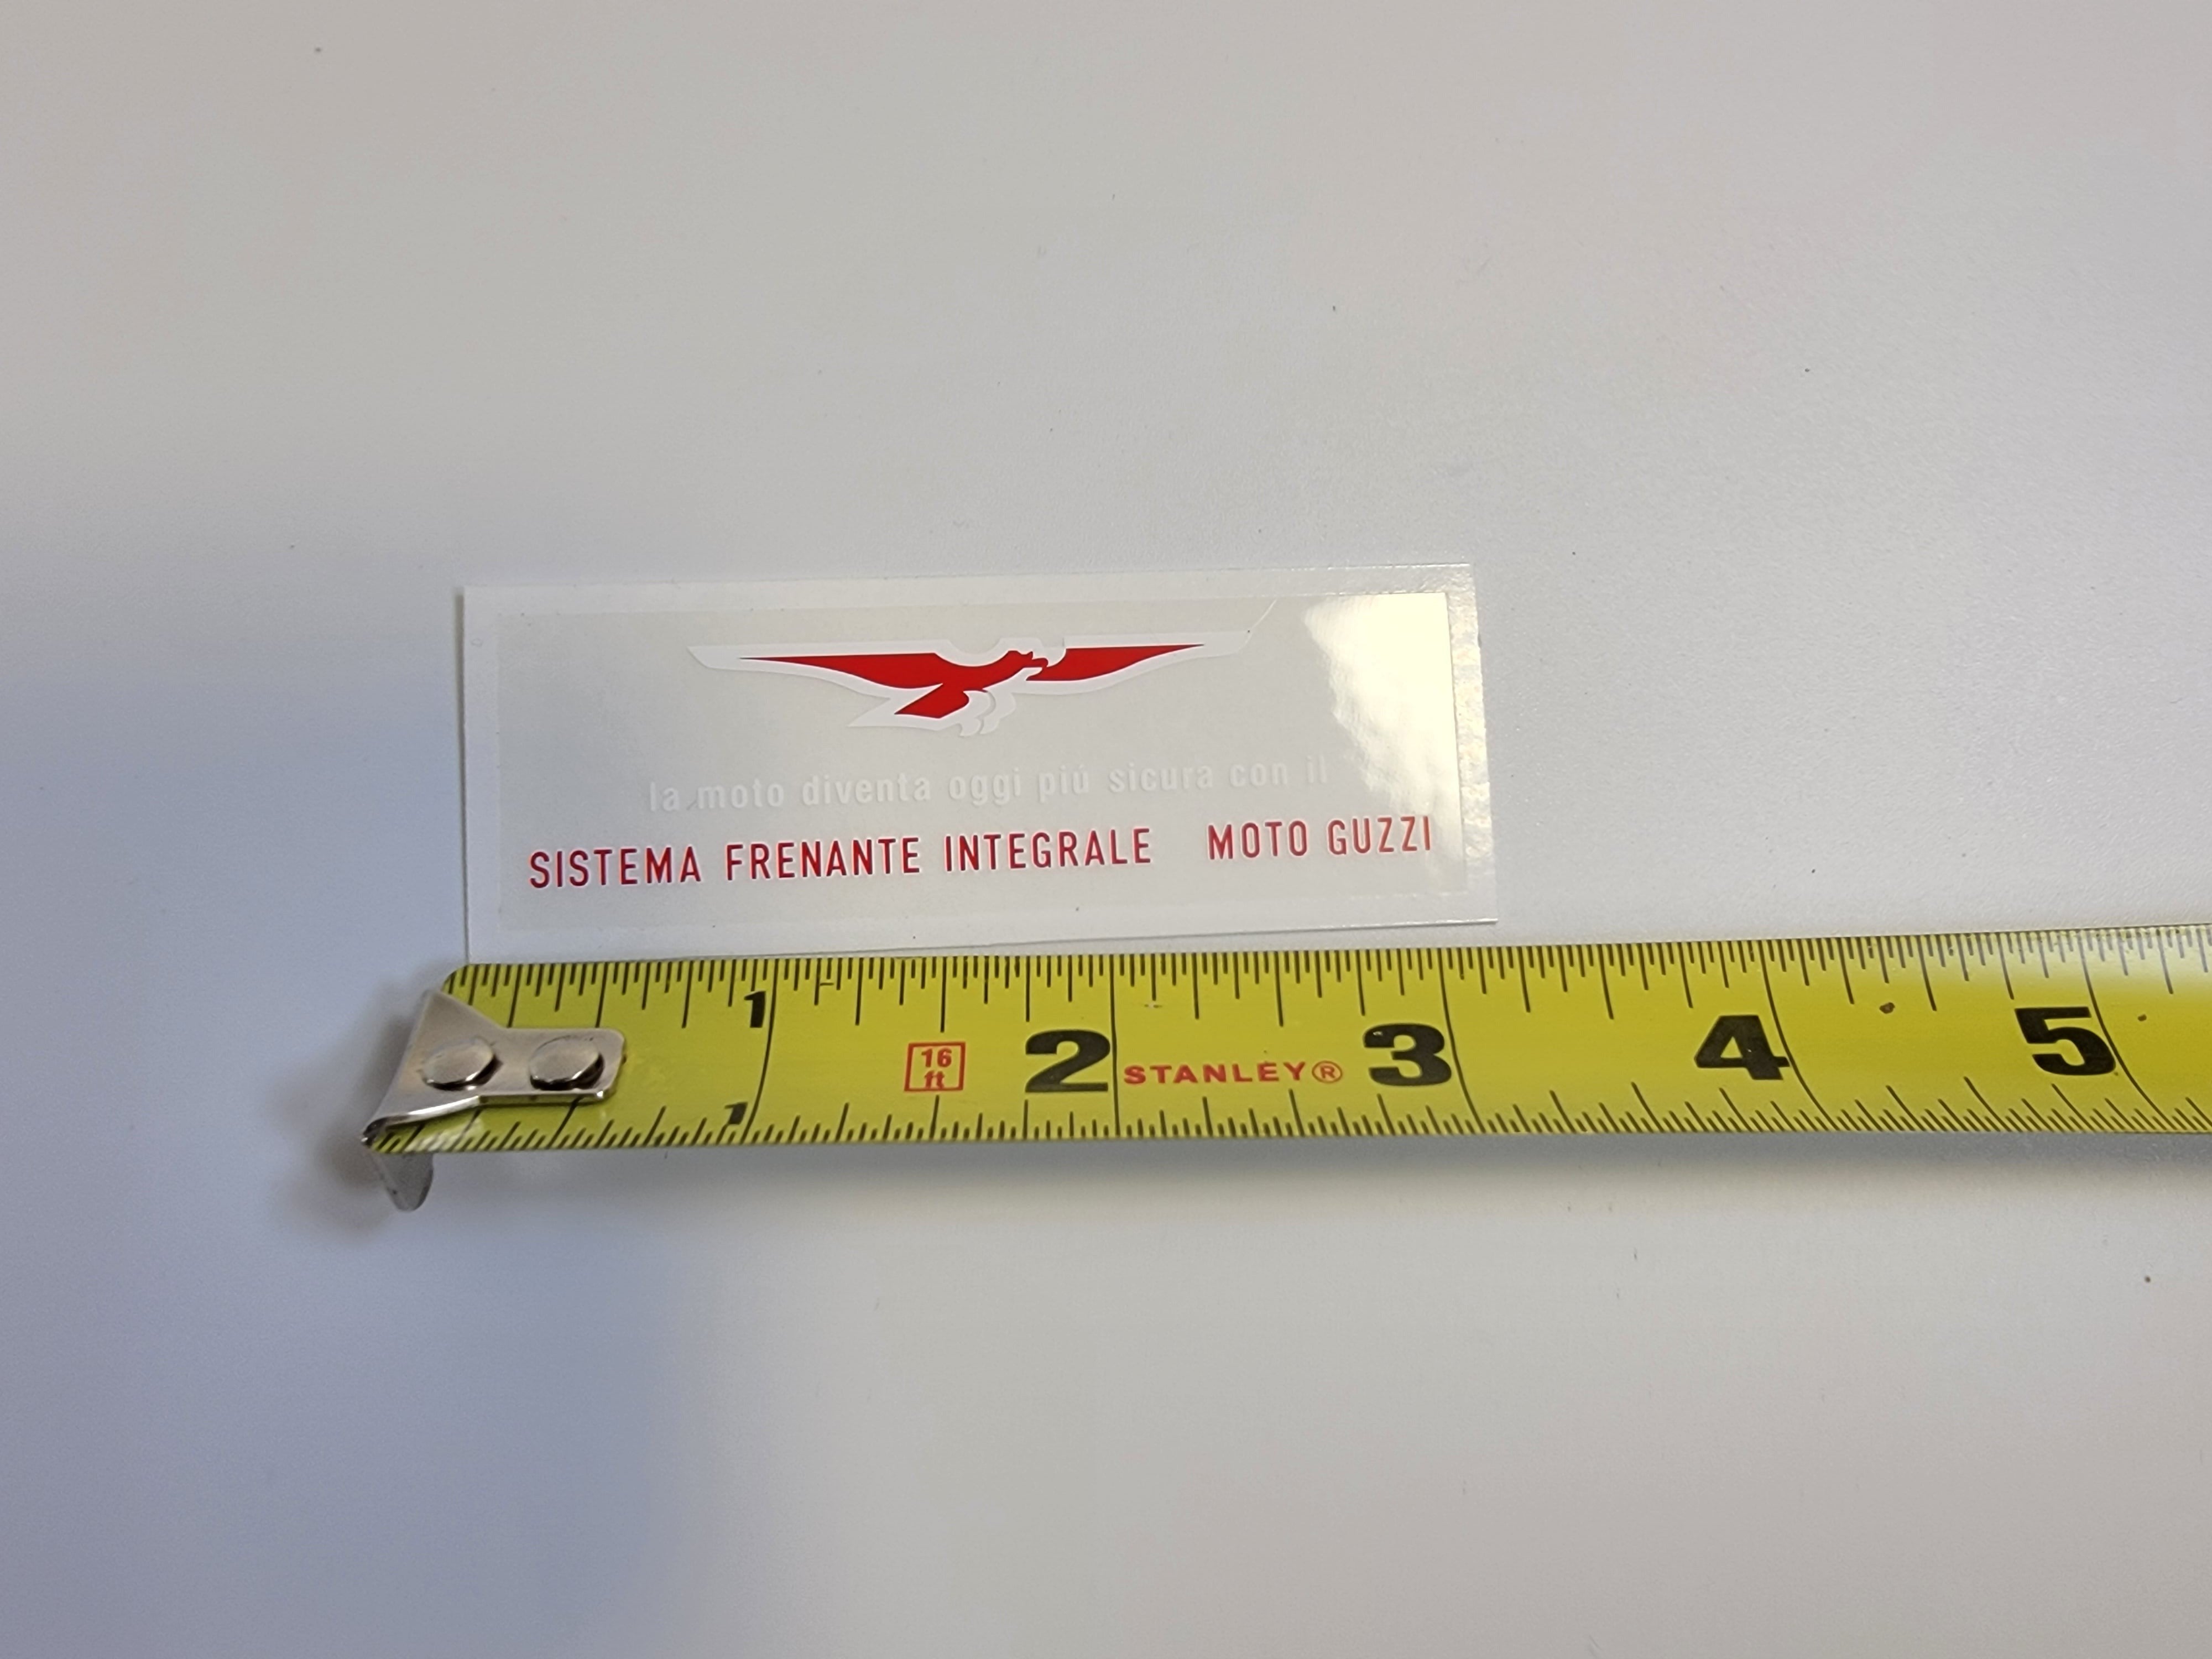 la moto diventa oggi più sicura con il
SISTEMA FRENANTE INTEGRALE MOTO GUZZI
1 2 3 4 5
16
ft
STANLEY®
1